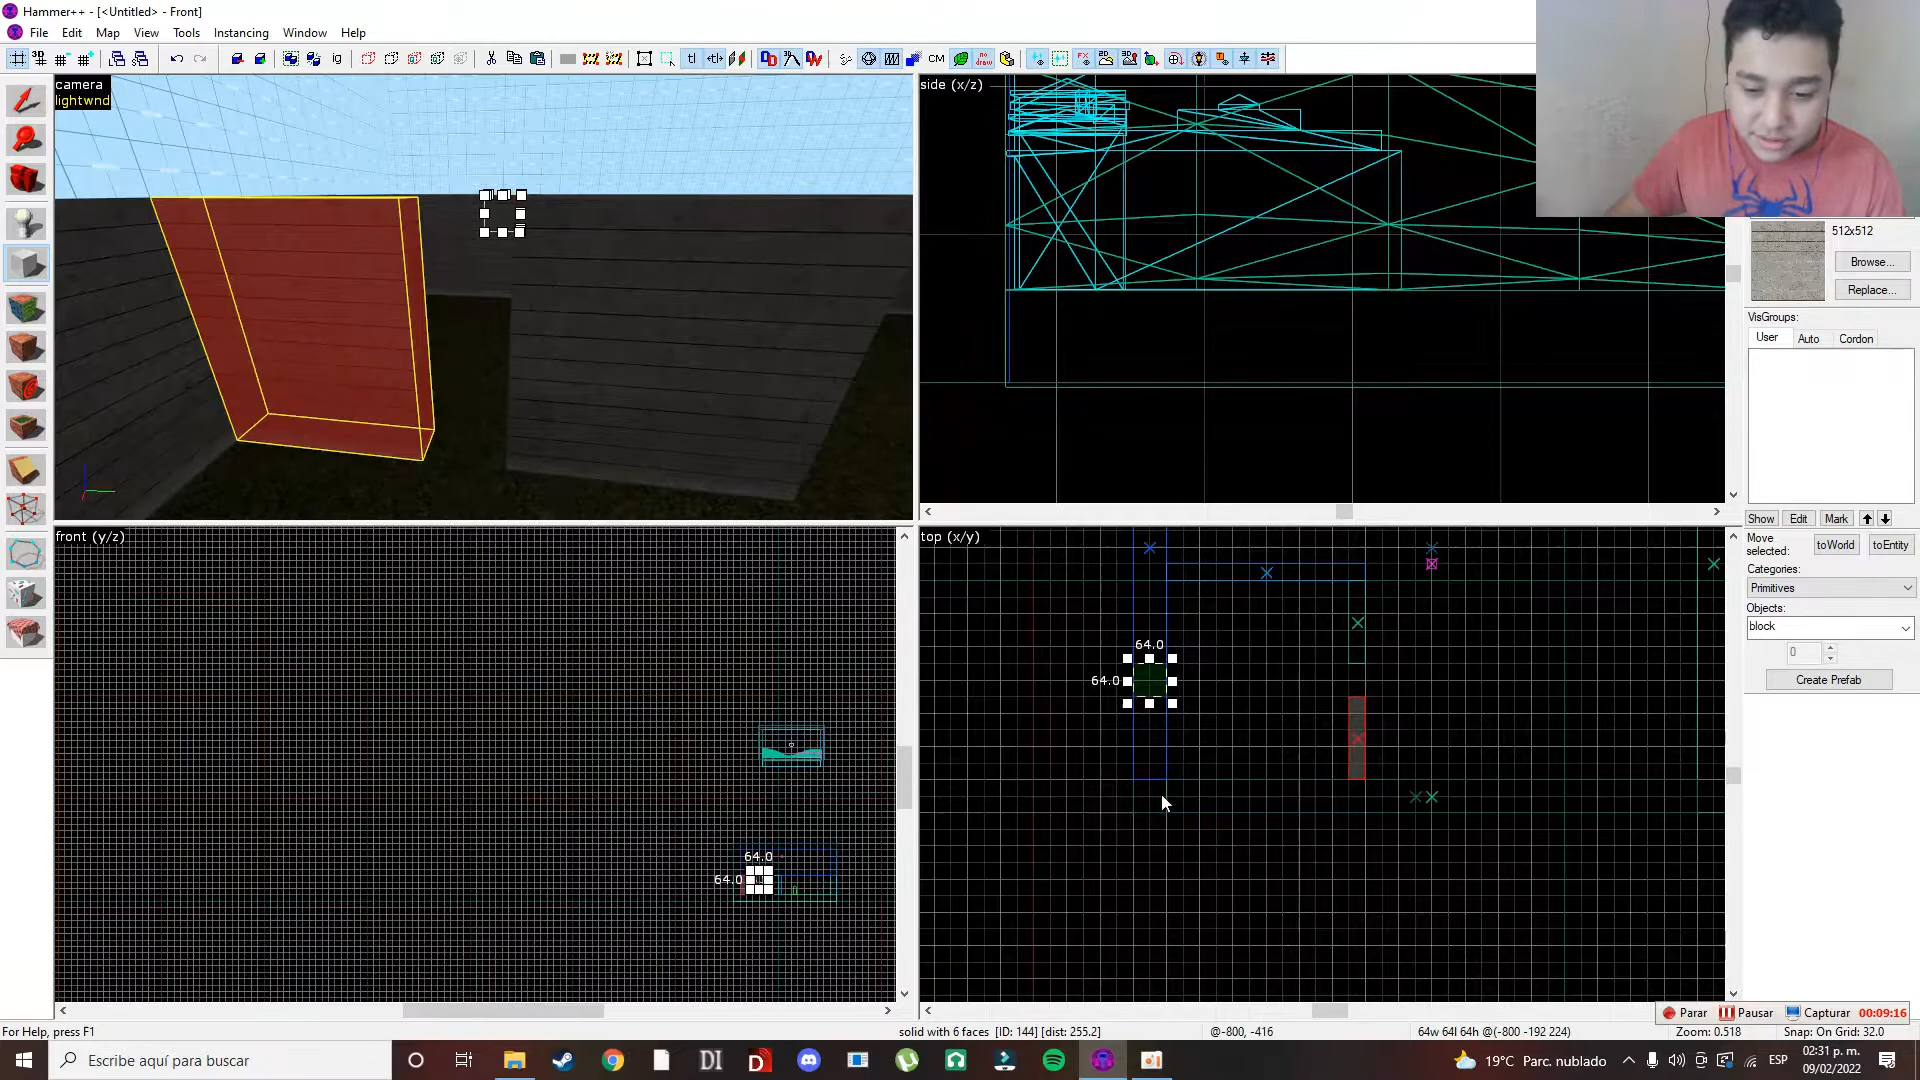 Hammer++ - [<Untitled> - Front]
File Edit Map View Tools Instancing Window Help
3D
ig
tl
CM
camera
lightwnd
side (x/z)
front (y/z)
top (x/y)
64.0
64.0
64.0
64.0
512x512
Browse...
Replace...
VisGroups:
User Auto Cordon
Show Edit Mark
Move selected:
toWorld toEntity
Categories:
Primitives
Objects:
block
0
Create Prefab
Parar Pausar Capturar 00:09:16
For Help, press F1
solid with 6 faces [ID: 144] [dist: 255.2]
@-800, -416
64w 64l 64h @(-800 -192 224)
Zoom: 0.518
Snap: On Grid: 32.0
Escribe aquí para buscar
19°C Parc. nublado
ESP
02:31 p. m.
09/02/2022